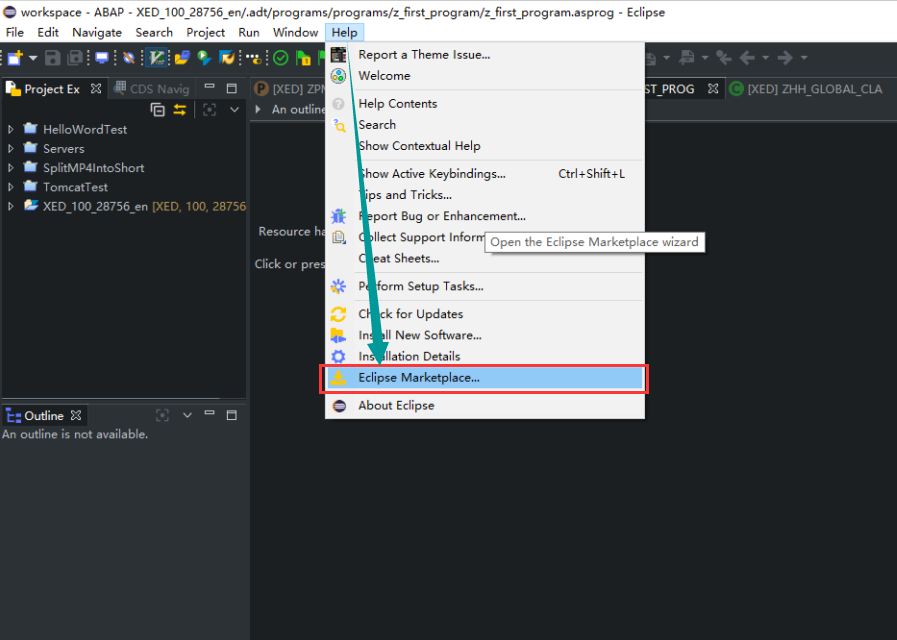 workspace - ABAP - XED_100_28756_en/.adt/programs/programs/z_first_program/z_first_program.asprog - Eclipse
File Edit Navigate Search Project Run Window Help
Project Ex
CDS Navig
[XED] ZP
ST_PROG
[XED] ZHH_GLOBAL_CLA
An outline
HelloWordTest
Servers
SplitMP4IntoShort
TomcatTest
XED_100_28756_en [XED, 100, 28756
Resource ha
Click or pres
Report a Theme Issue...
Welcome
Help Contents
Search
Show Contextual Help
Show Active Keybindings... Ctrl+Shift+L
Tips and Tricks...
Report Bug or Enhancement...
Collect Support Inform
Open the Eclipse Marketplace wizard
Cheat Sheets...
Perform Setup Tasks...
Check for Updates
Install New Software...
Installation Details
Eclipse Marketplace...
About Eclipse
Outline
An outline is not available.